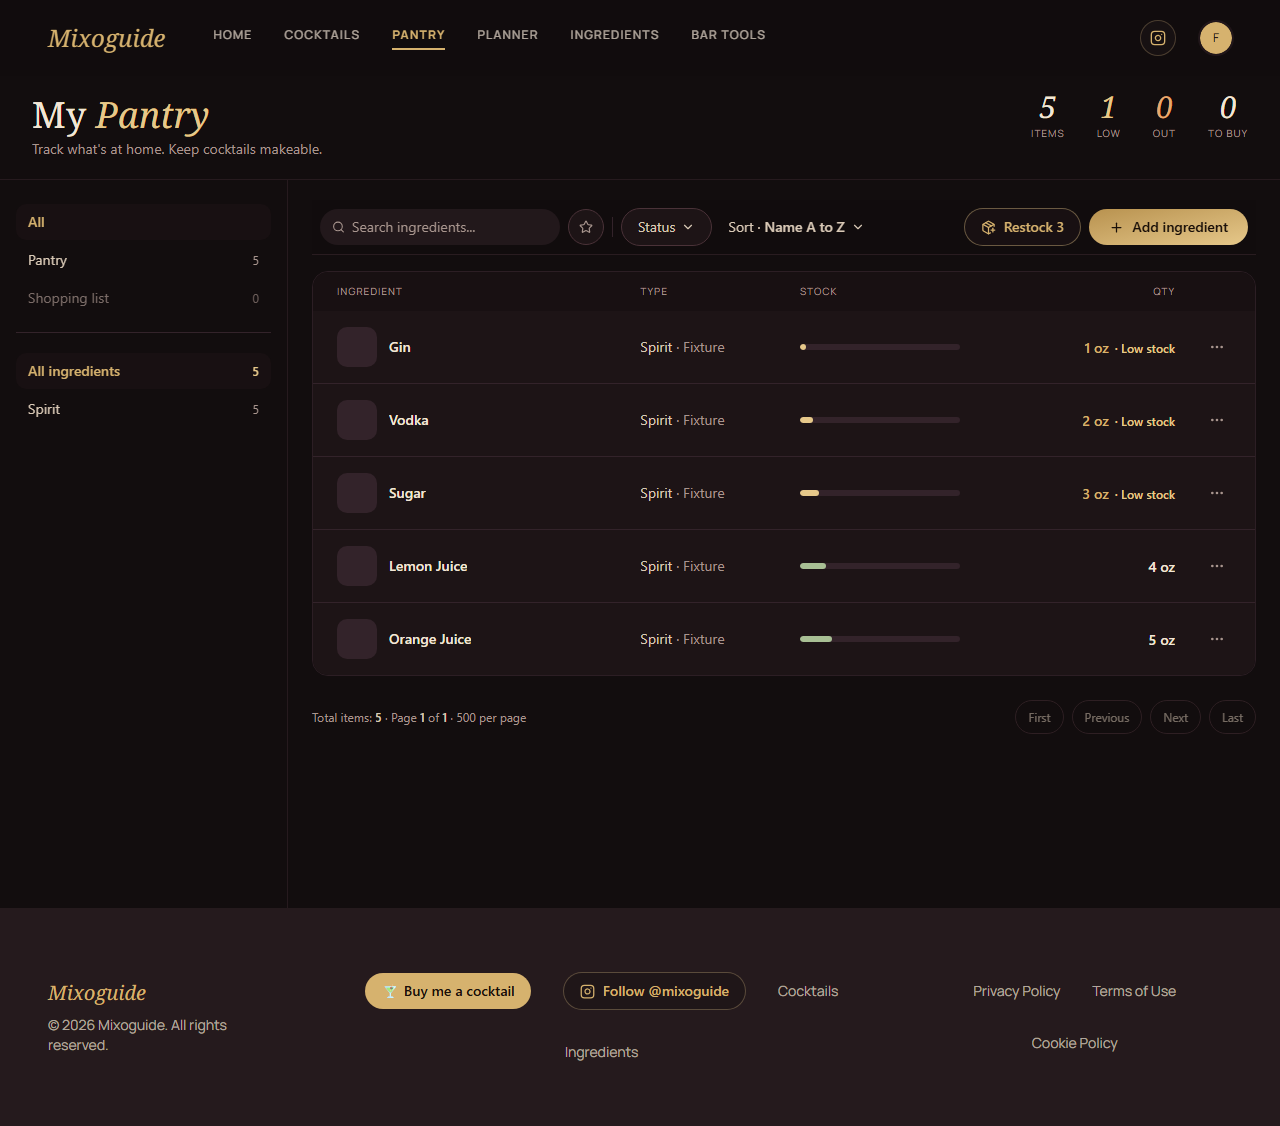 Mixoguide
HOME COCKTAILS PANTRY PLANNER INGREDIENTS BAR TOOLS
F
My Pantry
Track what's at home. Keep cocktails makeable.
5 ITEMS
1 LOW
0 OUT
0 TO BUY
All
Pantry 5
Shopping list 0
All ingredients 5
Spirit 5
Search ingredients...
Status
Sort · Name A to Z
Restock 3
Add ingredient
INGREDIENT TYPE STOCK QTY
Gin Spirit · Fixture 1 oz · Low stock
Vodka Spirit · Fixture 2 oz · Low stock
Sugar Spirit · Fixture 3 oz · Low stock
Lemon Juice Spirit · Fixture 4 oz
Orange Juice Spirit · Fixture 5 oz
Total items: 5 · Page 1 of 1 · 500 per page
First Previous Next Last
Mixoguide
© 2026 Mixoguide. All rights
reserved.
Buy me a cocktail
Follow @mixoguide
Cocktails
Ingredients
Privacy Policy Terms of Use
Cookie Policy